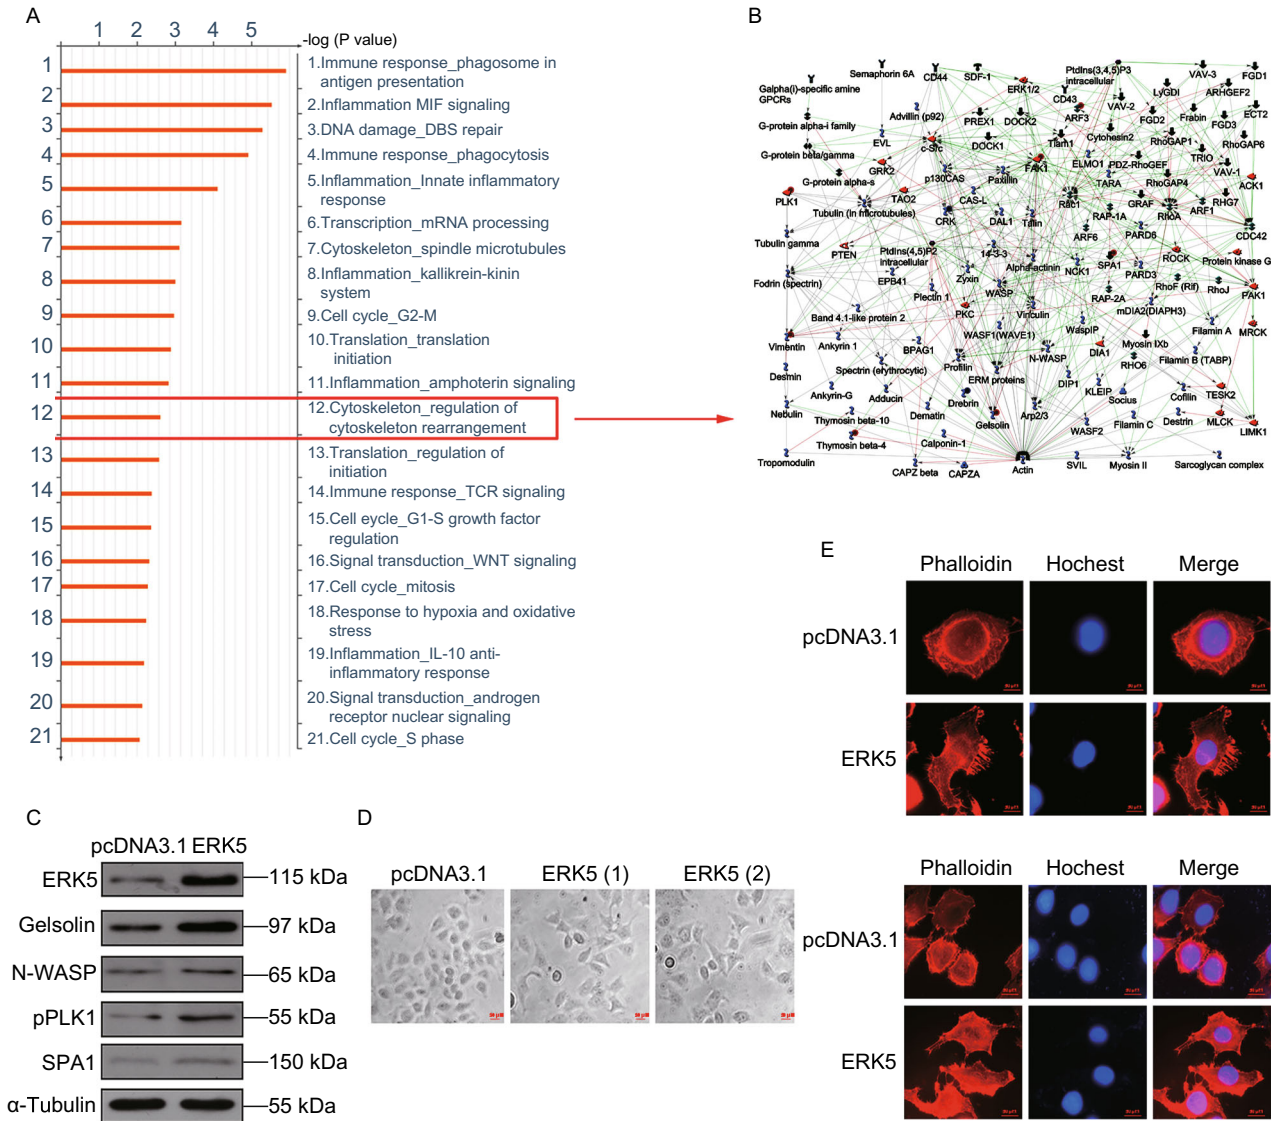 A
1 2 3 4 5
-log (P value)
1
2
3
4
5
6
7
8
9
10
11
12
13
14
15
16
17
18
19
20
21
1.Immune response_phagosome in
antigen presentation
2.Inflammation MIF signaling
3.DNA damage_DBS repair
4.Immune response_phagocytosis
5.Inflammation_Innate inflammatory
response
6.Transcription_mRNA processing
7.Cytoskeleton_spindle microtubules
8.Inflammation_kallikrein-kinin
system
9.Cell cycle_G2-M
10.Translation_translation
initiation
11.Inflammation_amphoterin signaling
12.Cytoskeleton_regulation of
cytoskeleton rearrangement
13.Translation_regulation of
initiation
14.Immune response_TCR signaling
15.Cell eycle_G1-S growth factor
regulation
16.Signal transduction_WNT signaling
17.Cell cycle_mitosis
18.Response to hypoxia and oxidative
stress
19.Inflammation_IL-10 anti-
inflammatory response
20.Signal transduction_androgen
receptor nuclear signaling
21.Cell cycle_S phase
B
Galpha(i)-specific amine
GPCRs
Semaphorin 6A
CD44
SDF-1
ERK1/2
PtdIns(3,4,5)P3
intracellular
VAV-3
FGD1
CD43
LyGDI
ARHGEF2
Advillin (p92)
VAV-2
ARF3
G-protein alpha-i family
PREX1
DOCK2
FGD2
Frabin
FGD3
ECT2
EVL
c-Src
DOCK1
Tiam1
Cytohesin2
RhoGAP1
RhoGAP6
G-protein beta/gamma
GRK2
FAK1
ELMO1
PDZ-RhoGEF
TRIO
VAV-1
G-protein alpha-s
p130CAS
Paxillin
TARA
RhoGAP4
ACK1
PLK1
TAO2
CAS-L
Rac1
GRAF
RHG7
Tubulin (in microtubules)
CRK
DAL1
Talin
RAP-1A
RhoA
ARF1
Tubulin gamma
ARF6
PARD6
CDC42
PTEN
PtdIns(4,5)P2
intracellular
14-3-3
Alpha-actinin
SPA1
ROCK
Protein kinase G
Fodrin (spectrin)
EPB41
Zyxin
NCK1
PARD3
RhoF (Rif)
RhoJ
Plectin 1
WASP
RAP-2A
PAK1
Band 4.1-like protein 2
PKC
Vinculin
mDIA2(DIAPH3)
WASF1(WAVE1)
WaspIP
Filamin A
MRCK
Vimentin
Ankyrin 1
BPAG1
N-WASP
DIA1
Myosin IXb
Filamin B (TABP)
Desmin
Spectrin (erythrocytic)
Profilin
ERM proteins
RHO6
DIP1
Ankyrin-G
Adducin
Drebrin
KLEIP
Socius
Cofilin
TESK2
Nebulin
Thymosin beta-10
Dematin
Gelsolin
Arp2/3
WASF2
Filamin C
Destrin
MLCK
LIMK1
Thymosin beta-4
Calponin-1
Tropomodulin
CAPZ beta
CAPZA
Actin
SVIL
Myosin II
Sarcoglycan complex
C
pcDNA3.1 ERK5
ERK5 115 kDa
Gelsolin 97 kDa
N-WASP 65 kDa
pPLK1 55 kDa
SPA1 150 kDa
α-Tubulin 55 kDa
D
pcDNA3.1 ERK5 (1) ERK5 (2)
E
Phalloidin Hochest Merge
pcDNA3.1
ERK5
Phalloidin Hochest Merge
pcDNA3.1
ERK5